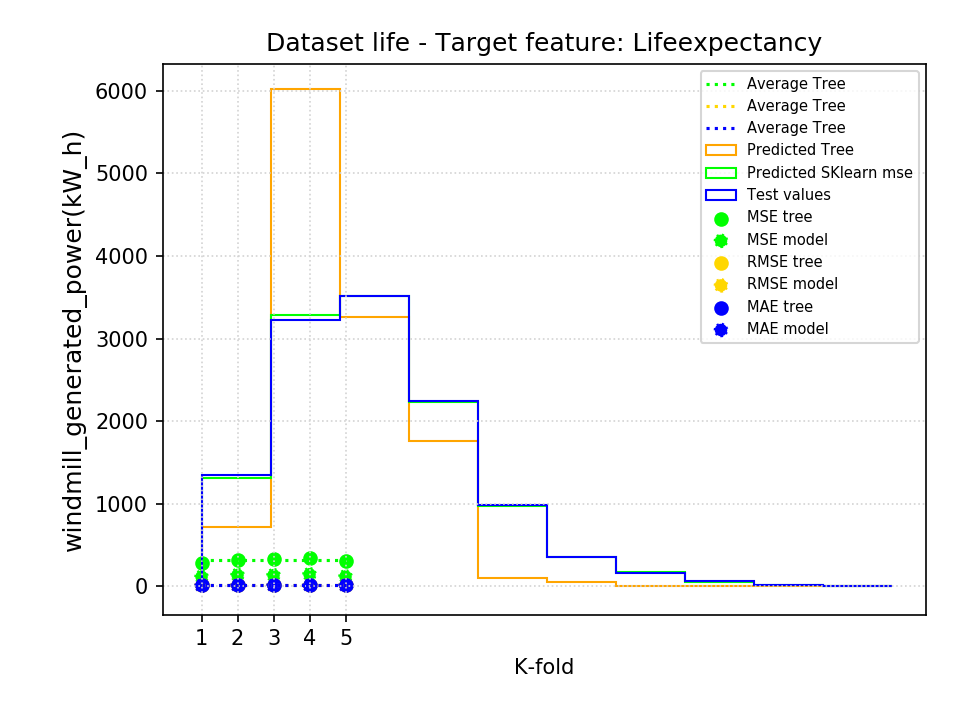 Dataset life - Target feature: Lifeexpectancy
windmill_generated_power(kW_h)
6000
5000
4000
3000
2000
1000
0
Average Tree
Average Tree
Average Tree
Predicted Tree
Predicted SKlearn mse
Test values
MSE tree
MSE model
RMSE tree
RMSE model
MAE tree
MAE model
1 2 3 4 5
K-fold